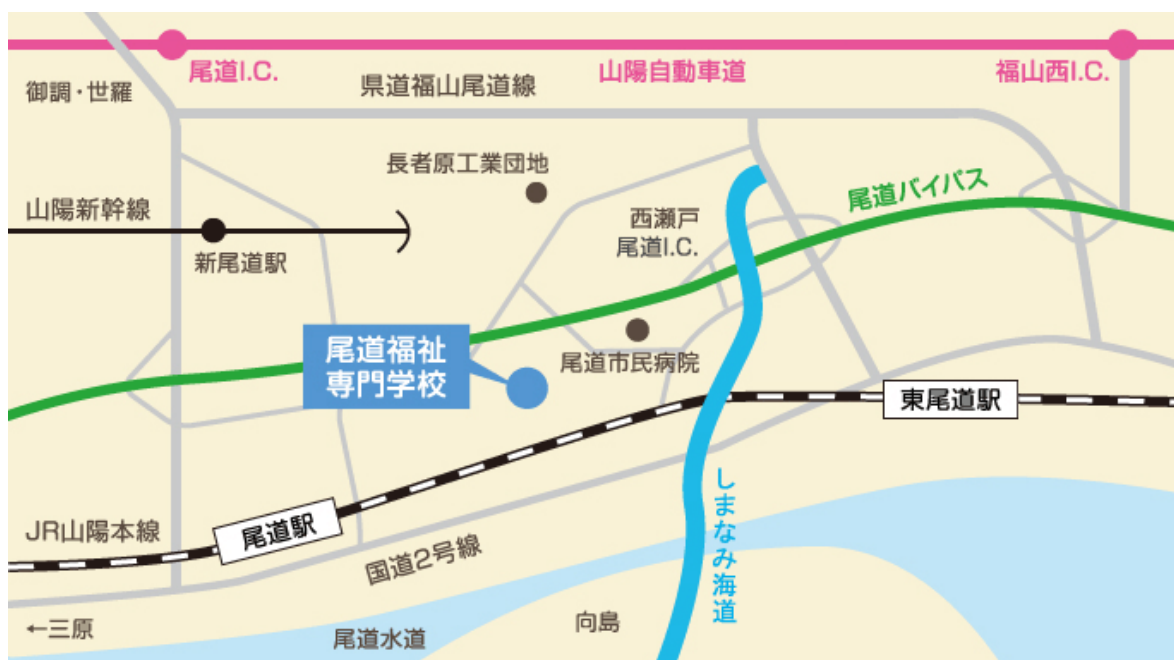 尾道I.C.
山陽自動車道
福山西I.C.
御調・世羅
県道福山尾道線
長者原工業団地
尾道バイパス
山陽新幹線
西瀬戸
尾道I.C.
新尾道駅
尾道福祉
専門学校
尾道市民病院
東尾道駅
しまなみ海道
JR山陽本線
尾道駅
国道2号線
←三原
尾道水道
向島